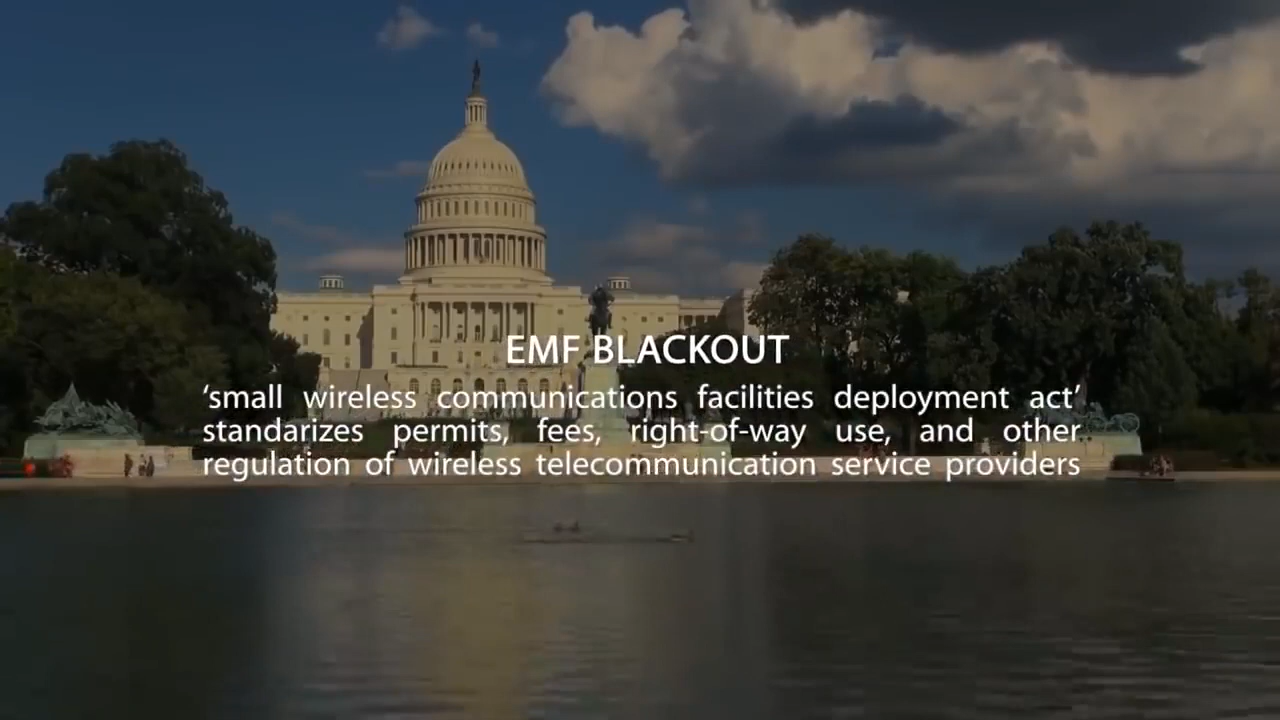 EMF BLACKOUT
‘small wireless communications facilities deployment act’
standarizes permits, fees, right-of-way use, and other
regulation of wireless telecommunication service providers